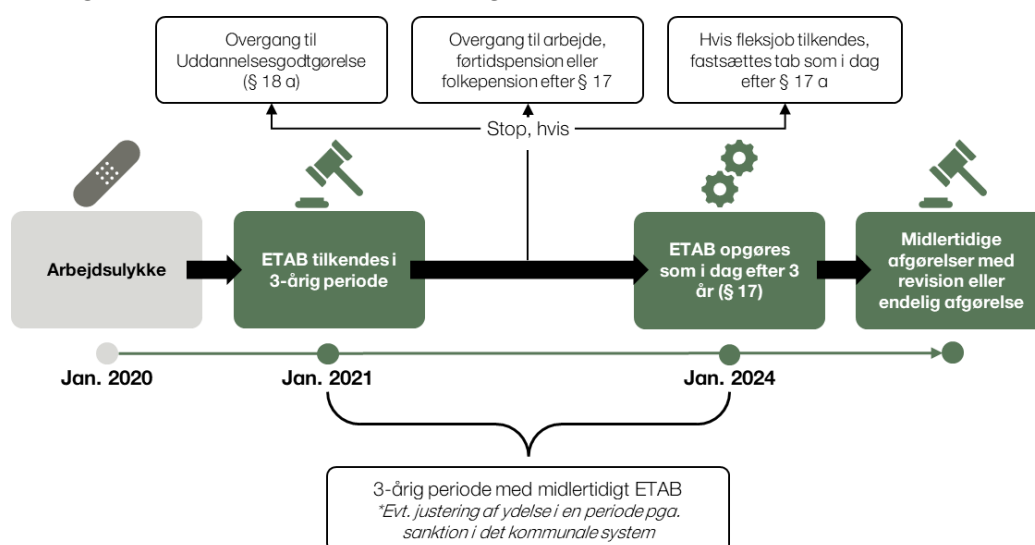 Overgang til
Uddannelsesgodtgørelse
(§ 18 a)
Overgang til arbejde,
førtidspension eller
folkepension efter § 17
Hvis fleksjob tilkendes,
fastsættes tab som i dag
efter § 17 a
Stop, hvis
Arbejdsulykke
ETAB tilkendes i
3-årig periode
ETAB opgøres
som i dag efter 3
år (§ 17)
Midlertidige
afgørelser med
revision eller
endelig afgørelse
Jan. 2020
Jan. 2021
Jan. 2024
3-årig periode med midlertidigt ETAB
*Evt. justering af ydelse i en periode pga.
sanktion i det kommunale system